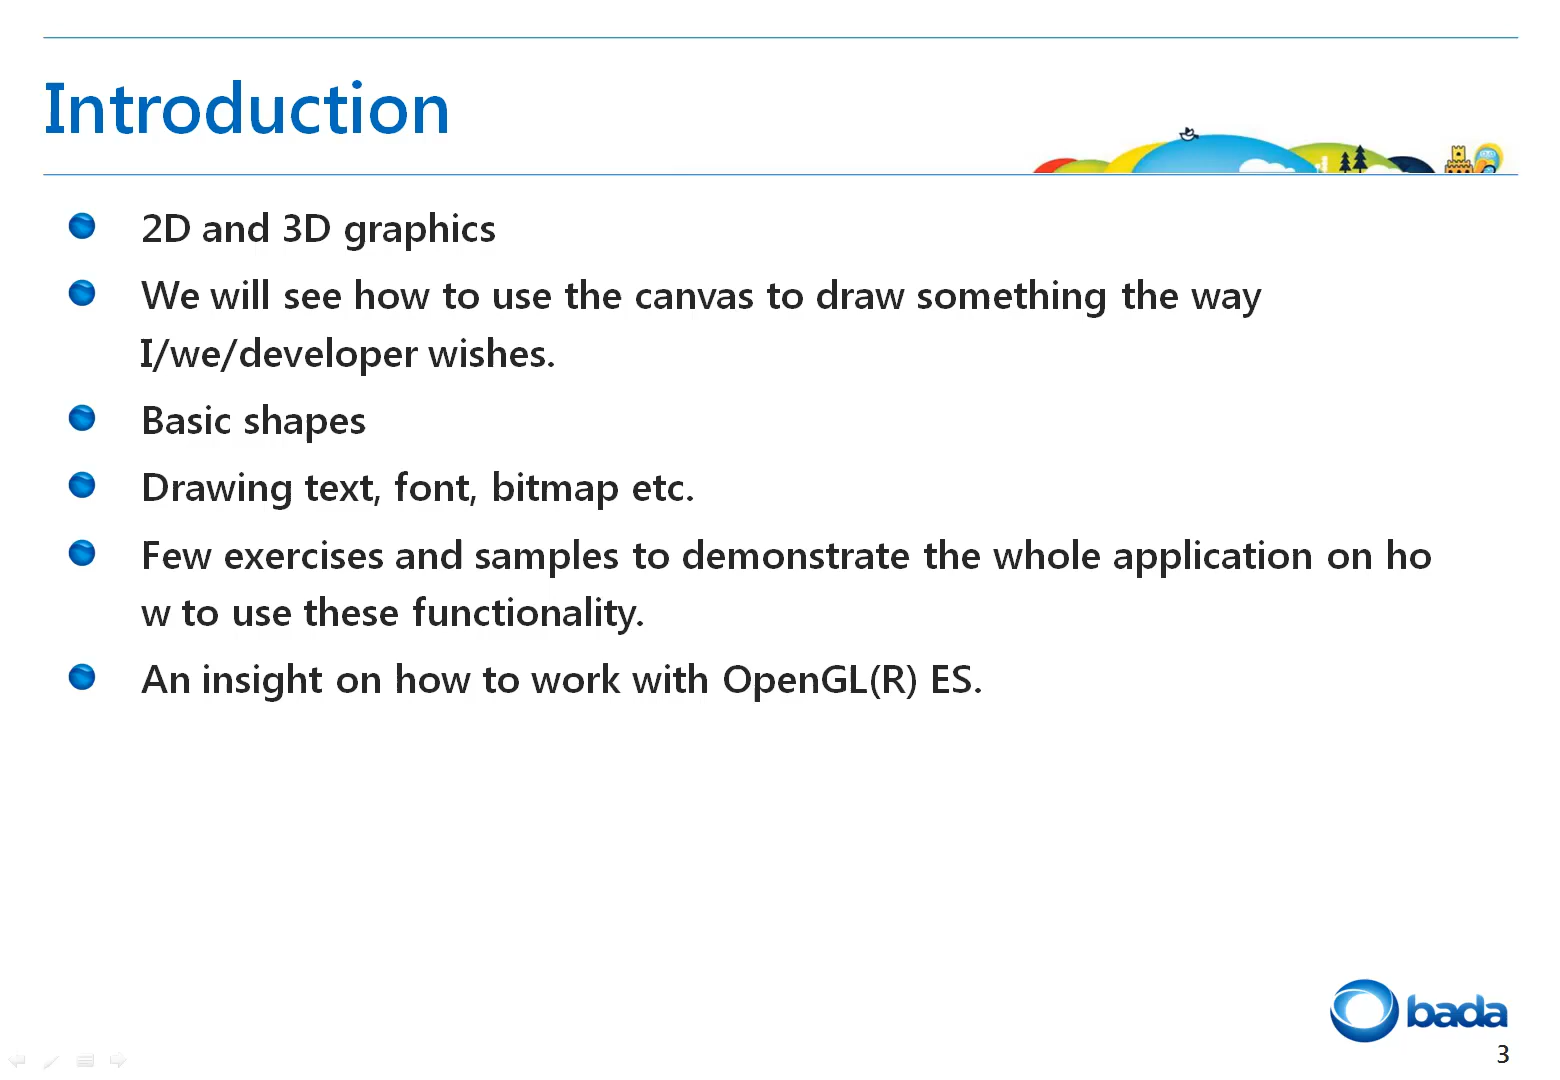 Introduction
2D and 3D graphics
We will see how to use the canvas to draw something the way
I/we/developer wishes.
Basic shapes
Drawing text, font, bitmap etc.
Few exercises and samples to demonstrate the whole application on ho
w to use these functionality.
An insight on how to work with OpenGL(R) ES.
bada
3